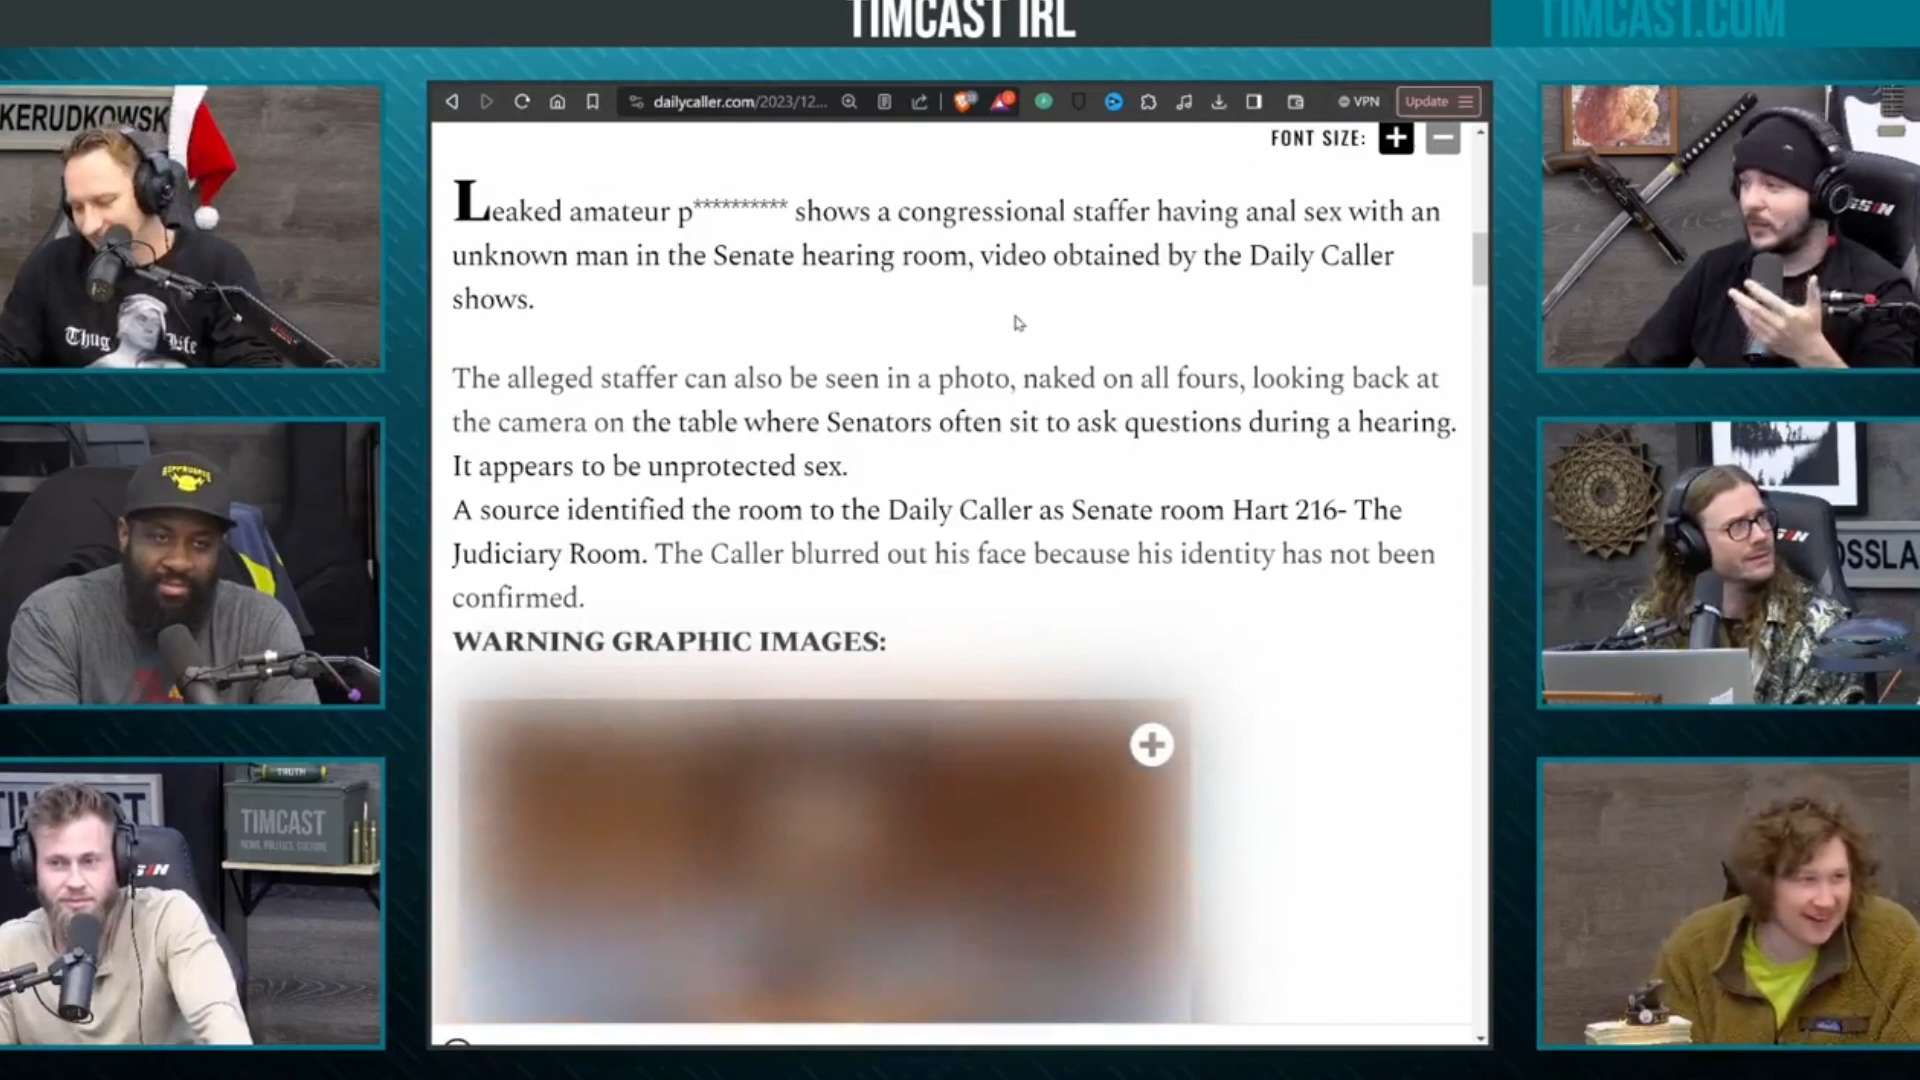 TIMCAST IRL
TIMCAST.COM
KERUDKOWSK
dailycaller.com/2023/12...
VPN
Update
FONT SIZE:
Leaked amateur p********** shows a congressional staffer having anal sex with an
unknown man in the Senate hearing room, video obtained by the Daily Caller
shows.
Thug Life
The alleged staffer can also be seen in a photo, naked on all fours, looking back at
the camera on the table where Senators often sit to ask questions during a hearing.
It appears to be unprotected sex.
A source identified the room to the Daily Caller as Senate room Hart 216- The
Judiciary Room. The Caller blurred out his face because his identity has not been
confirmed.
WARNING GRAPHIC IMAGES:
OSSLA
TRUTH
TIMCAST
NEWS, POLITICS, CULTURE